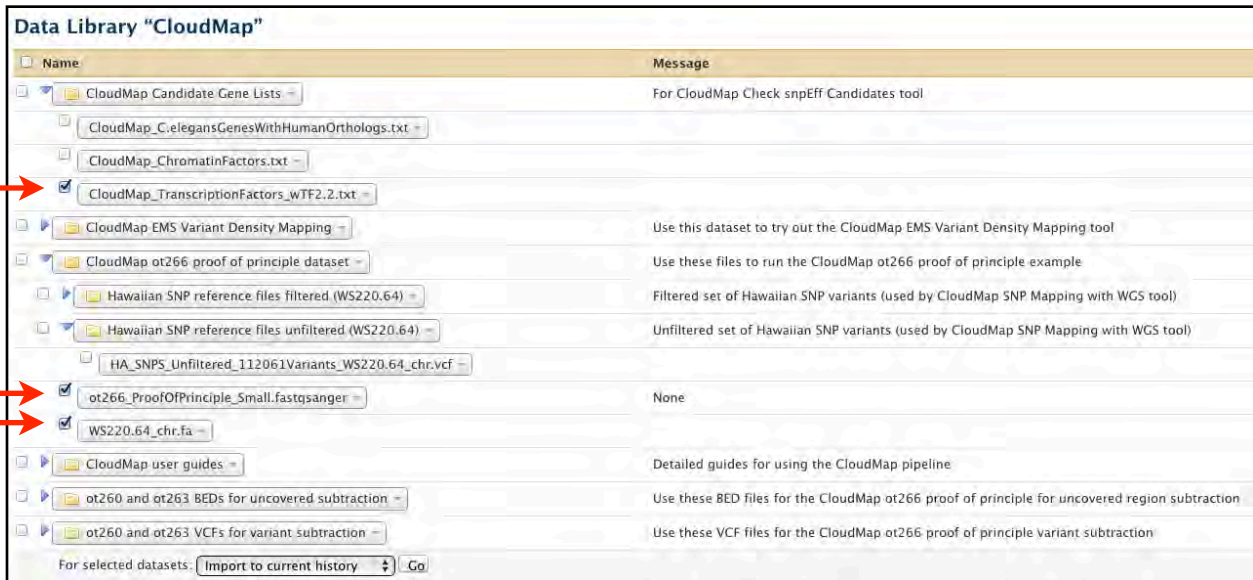 Data Library “CloudMap”
Name Message
CloudMap Candidate Gene Lists For CloudMap Check snpEff Candidates tool
CloudMap_C.elegansGenesWithHumanOrthologs.txt
CloudMap_ChromatinFactors.txt
CloudMap_TranscriptionFactors_wTF2.2.txt
CloudMap EMS Variant Density Mapping Use this dataset to try out the CloudMap EMS Variant Density Mapping tool
CloudMap ot266 proof of principle dataset Use these files to run the CloudMap ot266 proof of principle example
Hawaiian SNP reference files filtered (WS220.64) Filtered set of Hawaiian SNP variants (used by CloudMap SNP Mapping with WGS tool)
Hawaiian SNP reference files unfiltered (WS220.64) Unfiltered set of Hawaiian SNP variants (used by CloudMap SNP Mapping with WGS tool)
HA_SNPS_Unfiltered_112061Variants_WS220.64_chr.vcf
ot266_ProofOfPrinciple_Small.fastqsanger None
WS220.64_chr.fa
CloudMap user guides Detailed guides for using the CloudMap pipeline
ot260 and ot263 BEDs for uncovered subtraction Use these BED files for the CloudMap ot266 proof of principle for uncovered region subtraction
ot260 and ot263 VCFs for variant subtraction Use these VCF files for the CloudMap ot266 proof of principle variant subtraction
For selected datasets: Import to current history Go